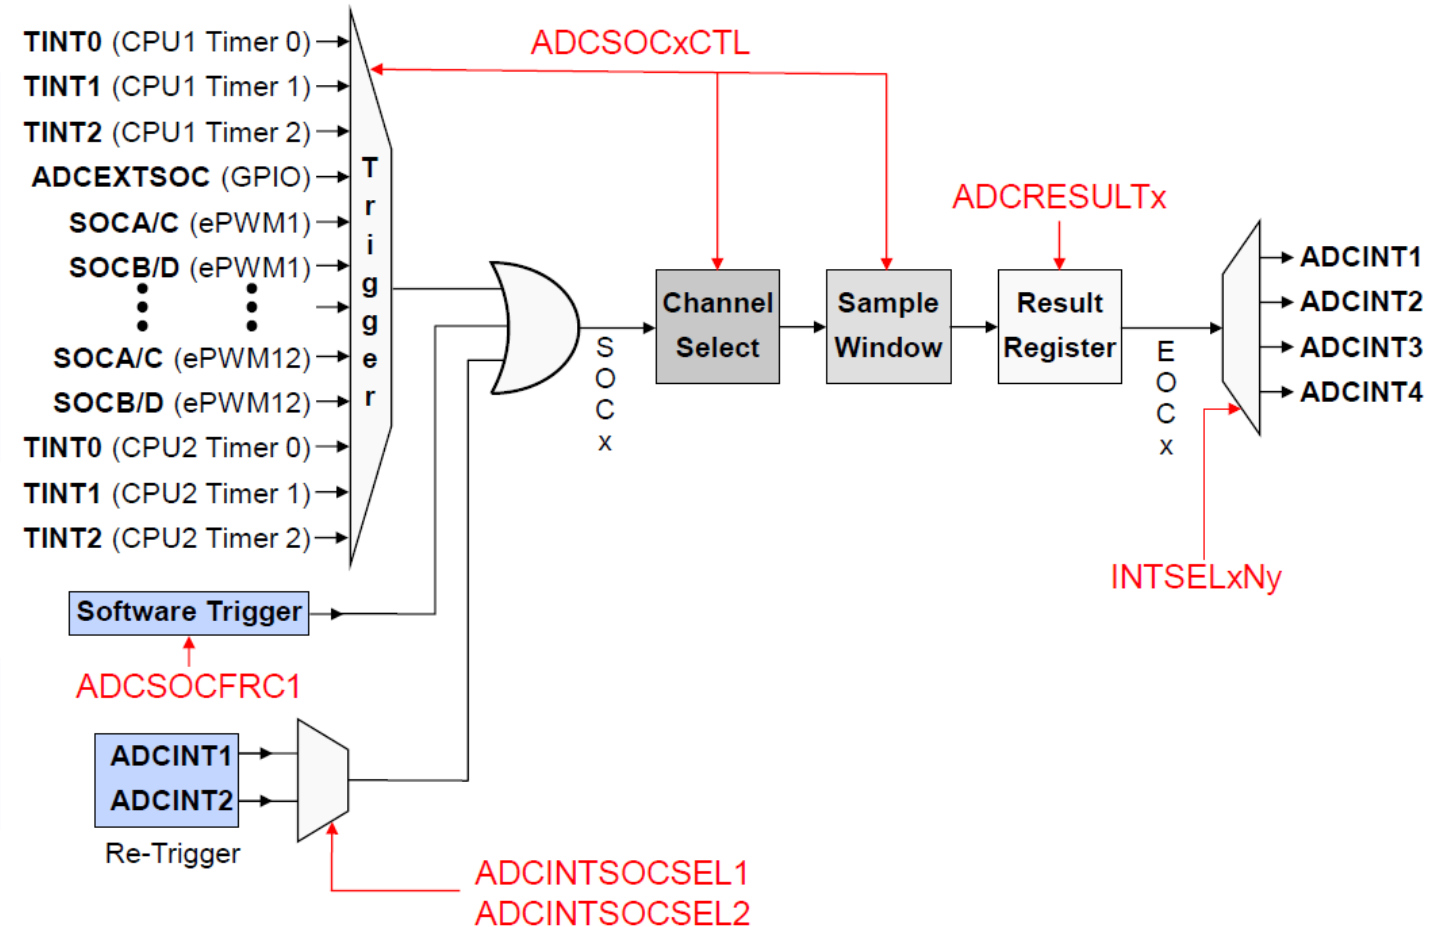 TINT0 (CPU1 Timer 0)
TINT1 (CPU1 Timer 1)
TINT2 (CPU1 Timer 2)
ADCEXTSOC (GPIO)
SOCA/C (ePWM1)
SOCB/D (ePWM1)
SOCA/C (ePWM12)
SOCB/D (ePWM12)
TINT0 (CPU2 Timer 0)
TINT1 (CPU2 Timer 1)
TINT2 (CPU2 Timer 2)
Trigger
Software Trigger
ADCSOCFRC1
ADCINT1
ADCINT2
Re-Trigger
ADCINTSOCSEL1
ADCINTSOCSEL2
ADCSOCxCTL
SOCx
Channel
Select
Sample
Window
ADCRESULTx
Result
Register
EOCx
ADCINT1
ADCINT2
ADCINT3
ADCINT4
INTSELxNy